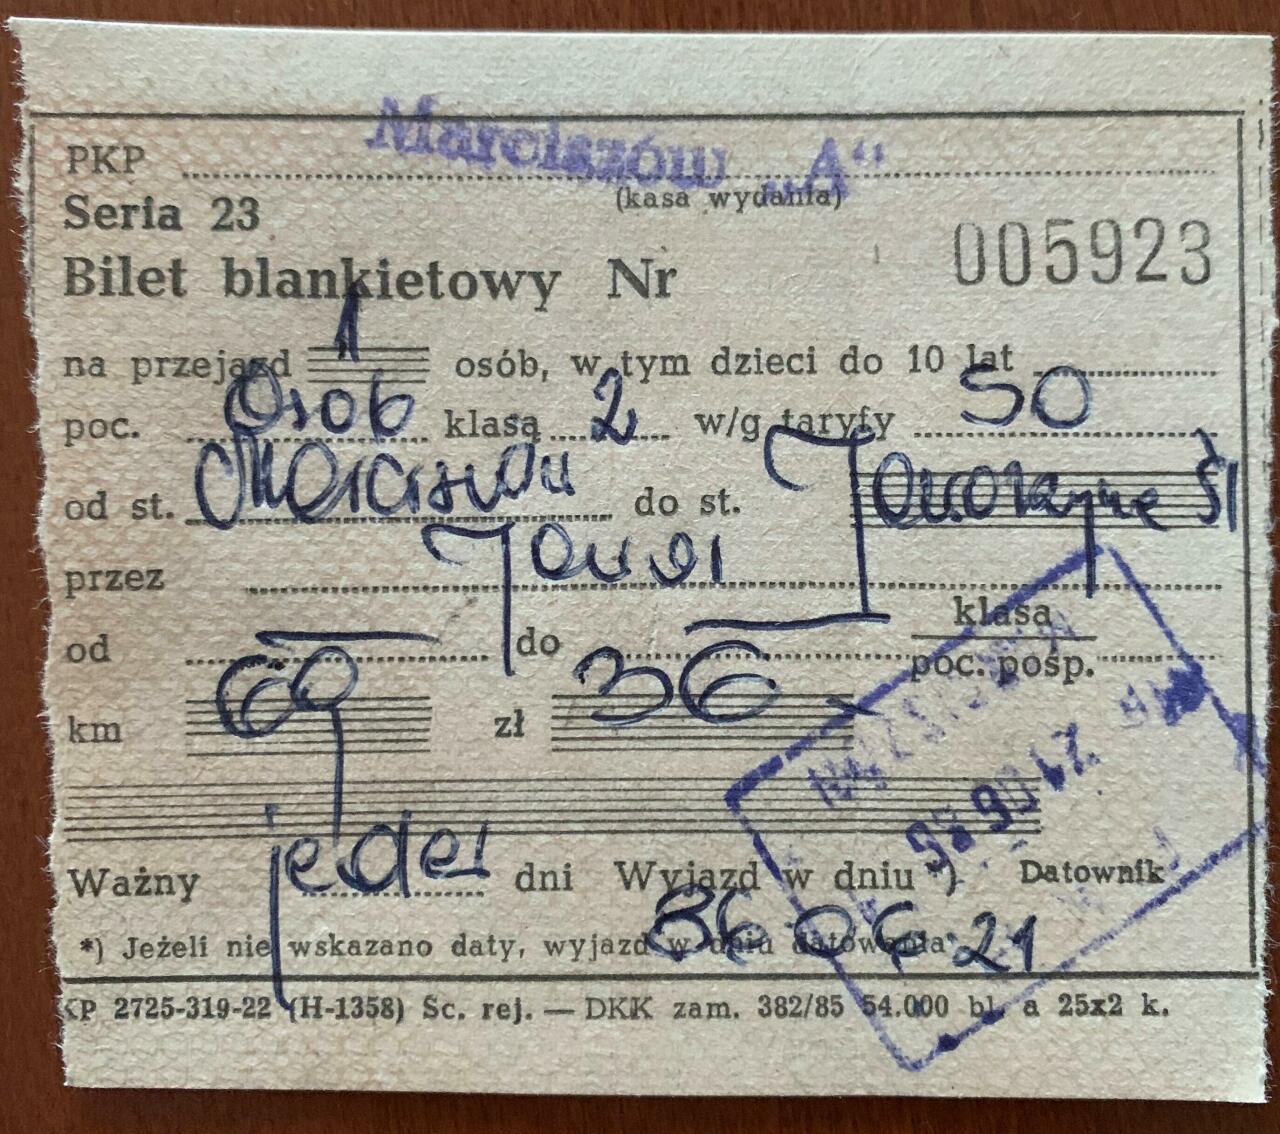 Marciszów „A“
PKP
(kasa wydania)
Seria 23
Bilet blankietowy Nr 005923
na przejazd 1 osób, w tym dzieci do 10 lat
poc. Osob klasą 2 w/g taryfy 50
od st. Marciszów do st. Jaworzyna Śl
przez Jawor
od — do — klasa
poc. pośp.
km 69 zł 36
Ważny jeden dni Wyjazd w dniu *) Datownik
86 06 21
*) Jeżeli nie wskazano daty, wyjazd w dniu datowania
KP 2725-319-22 (H-1358) Sc. rej. — DKK zam. 382/85 54.000 bl. a 25x2 k.